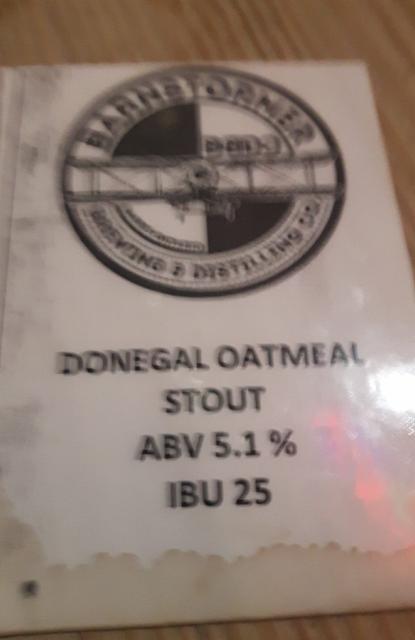 BARNSTORMER
BREWING & DISTILLING CO.
DONEGAL OATMEAL
STOUT
ABV 5.1 %
IBU 25